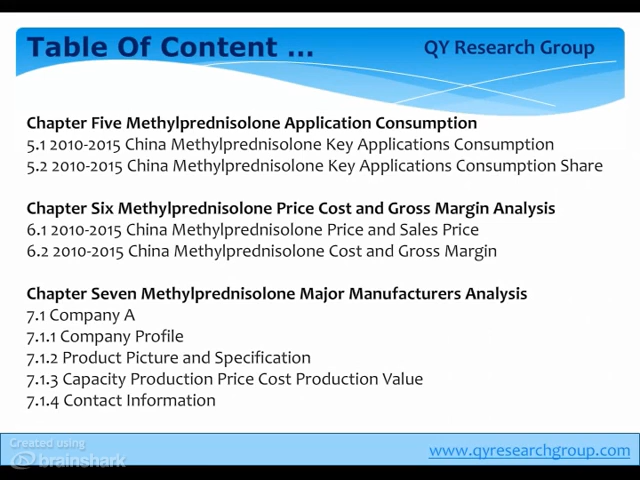 Table Of Content ...
QY Research Group
Chapter Five Methylprednisolone Application Consumption
5.1 2010-2015 China Methylprednisolone Key Applications Consumption
5.2 2010-2015 China Methylprednisolone Key Applications Consumption Share
Chapter Six Methylprednisolone Price Cost and Gross Margin Analysis
6.1 2010-2015 China Methylprednisolone Price and Sales Price
6.2 2010-2015 China Methylprednisolone Cost and Gross Margin
Chapter Seven Methylprednisolone Major Manufacturers Analysis
7.1 Company A
7.1.1 Company Profile
7.1.2 Product Picture and Specification
7.1.3 Capacity Production Price Cost Production Value
7.1.4 Contact Information
Created using
brainshark
www.qyresearchgroup.com